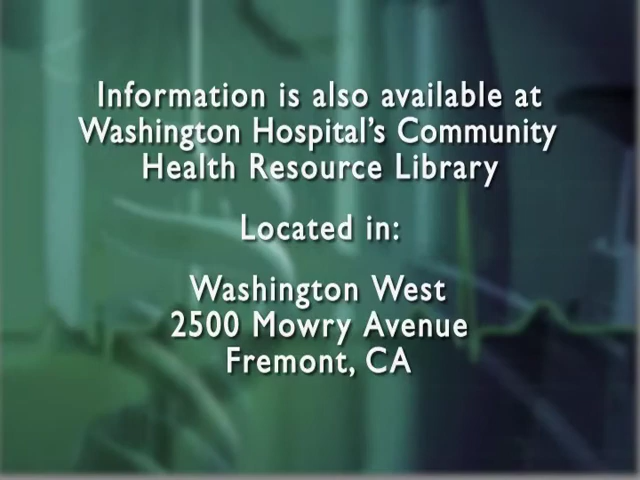 Information is also available at
Washington Hospital’s Community
Health Resource Library
Located in:
Washington West
2500 Mowry Avenue
Fremont, CA